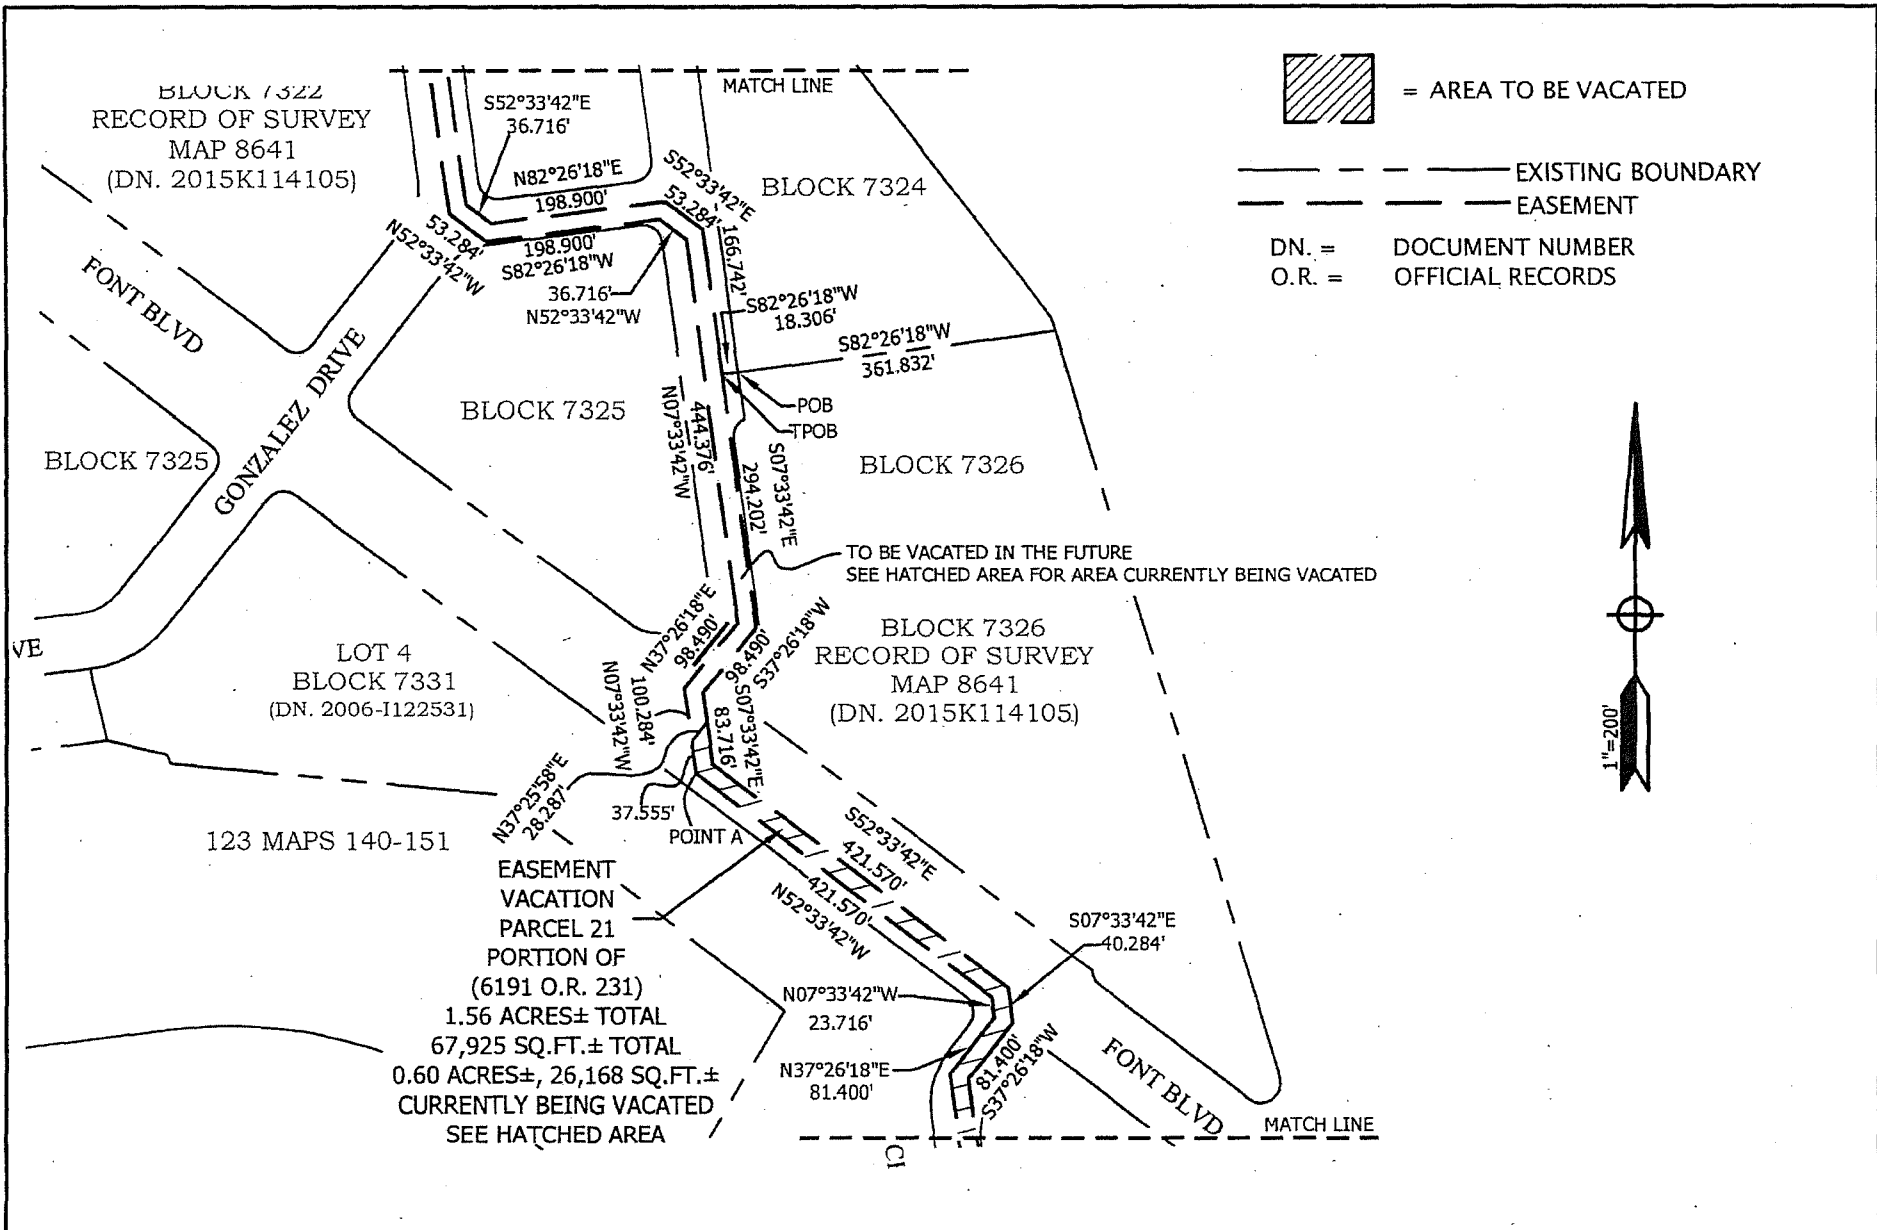 BLOCK 7322
RECORD OF SURVEY
MAP 8641
(DN. 2015K114105)
S52°33'42"E
36.716'
MATCH LINE
= AREA TO BE VACATED
EXISTING BOUNDARY
EASEMENT
DN. = DOCUMENT NUMBER
O.R. = OFFICIAL RECORDS
N82°26'18"E
198.900'
S52°33'42"E
53.284'
BLOCK 7324
53.284'
N52°33'42"W
198.900'
S82°26'18"W
36.716'
N52°33'42"W
166.742'
S82°26'18"W
18.306'
S82°26'18"W
361.832'
FONT BLVD
GONZALEZ DRIVE
POB
TPOB
BLOCK 7325
BLOCK 7325
N07°33'42"W
444.376'
S07°33'42"E
294.202'
BLOCK 7326
TO BE VACATED IN THE FUTURE
SEE HATCHED AREA FOR AREA CURRENTLY BEING VACATED
N37°26'18"E
98.490'
98.490'
S37°26'18"W
BLOCK 7326
RECORD OF SURVEY
MAP 8641
(DN. 2015K114105)
VE
LOT 4
BLOCK 7331
(DN. 2006-I122531)
N07°33'42"W
100.284'
S07°33'42"E
83.716'
1"=200'
N37°25'58"E
28.287'
37.555'
POINT A
123 MAPS 140-151
S52°33'42"E
421.570'
421.570'
N52°33'42"W
EASEMENT
VACATION
PARCEL 21
PORTION OF
(6191 O.R. 231)
1.56 ACRES± TOTAL
67,925 SQ.FT.± TOTAL
0.60 ACRES±, 26,168 SQ.FT.±
CURRENTLY BEING VACATED
SEE HATCHED AREA
S07°33'42"E
40.284'
N07°33'42"W
23.716'
N37°26'18"E
81.400'
81.400'
S37°26'18"W
FONT BLVD
MATCH LINE
CI